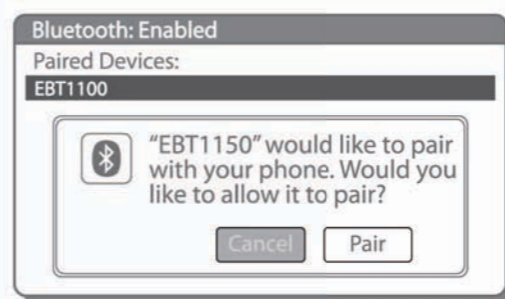 Bluetooth: Enabled
Paired Devices:
EBT1100
“EBT1150” would like to pair
with your phone. Would you
like to allow it to pair?
Cancel
Pair